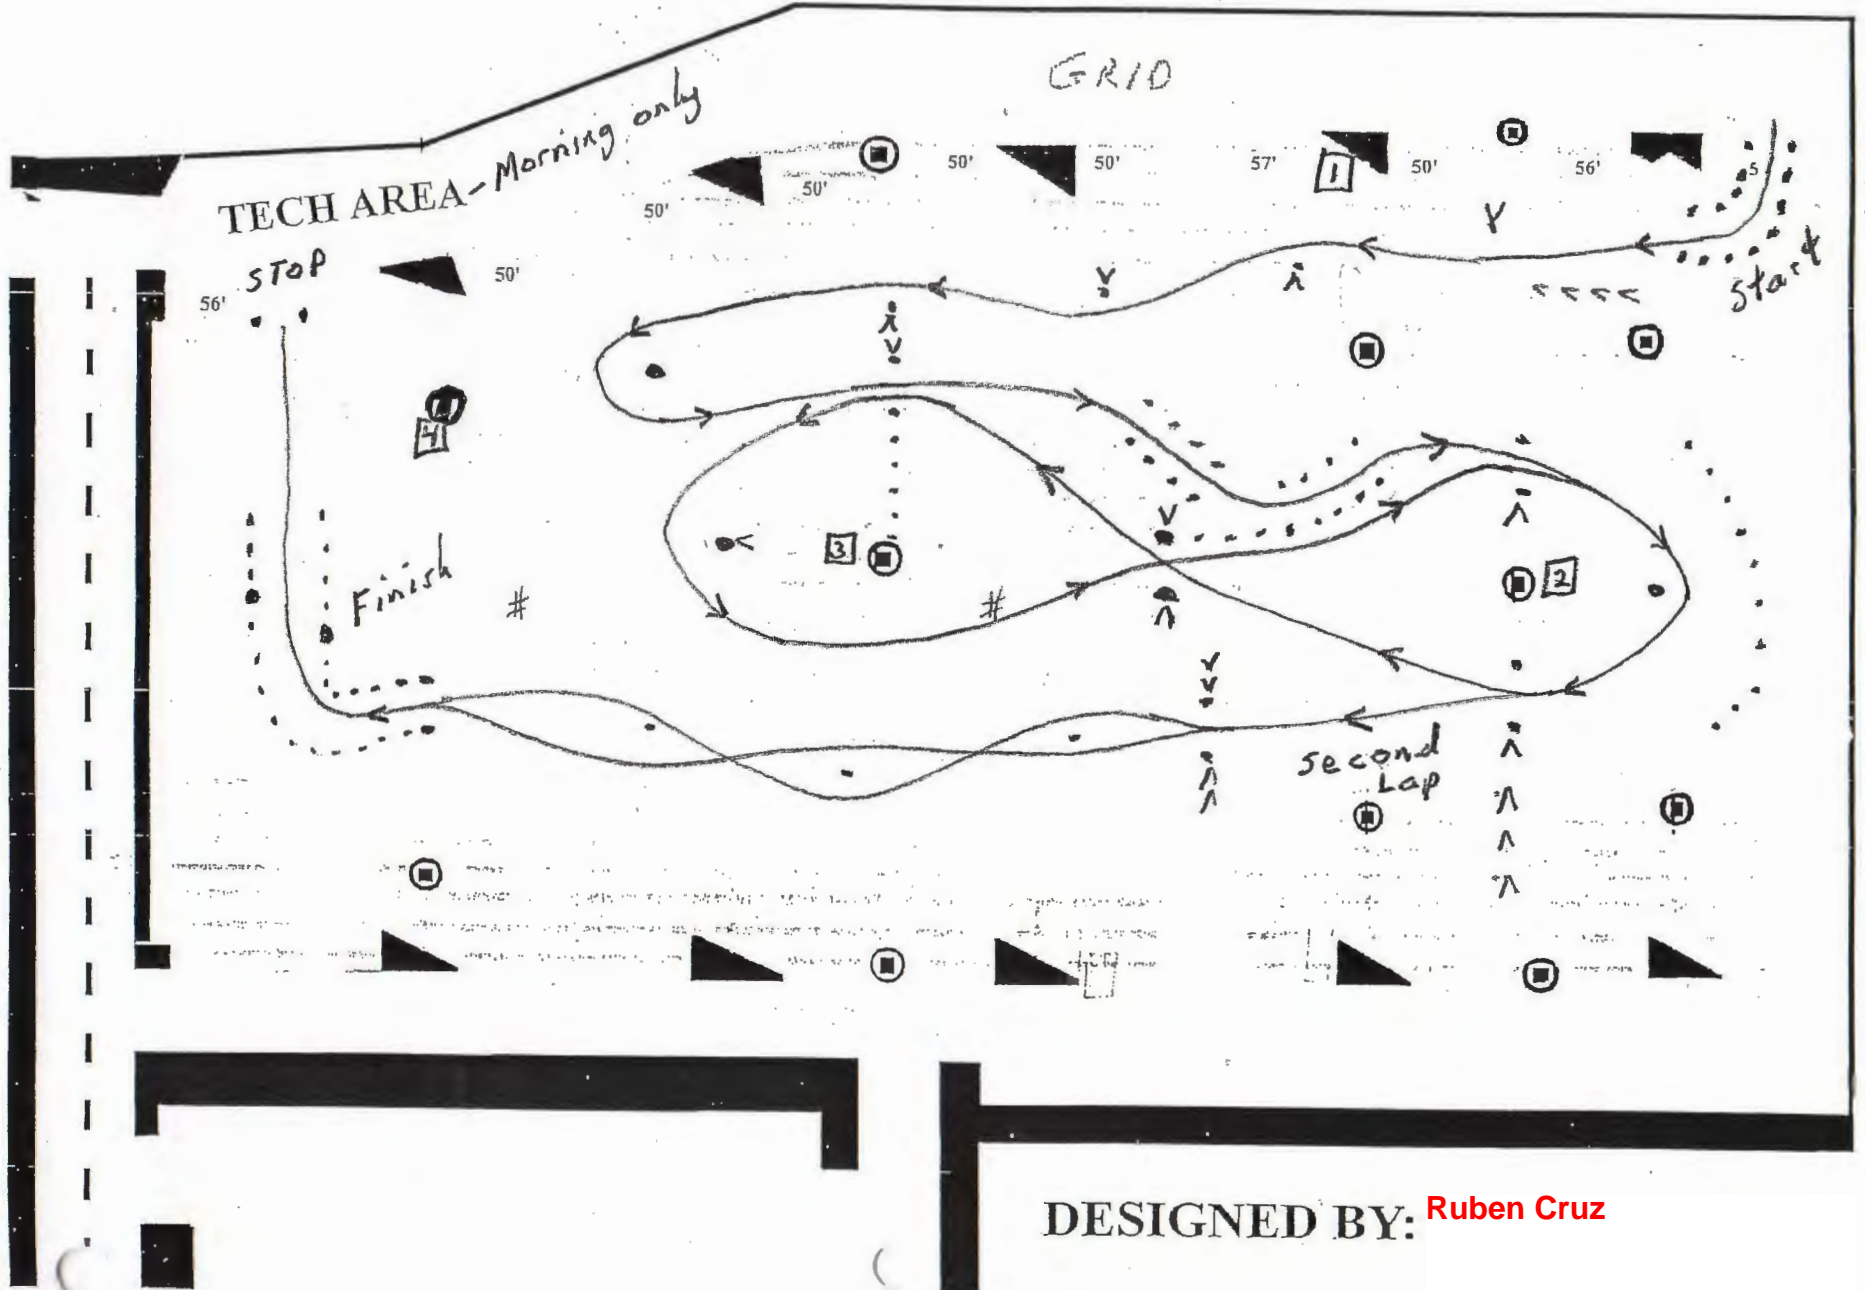 GRID
TECH AREA - Morning only
50'
50'
50'
50'
57'
50'
56'
5
1
STOP
50'
56'
Start
4
3
2
Finish
#
#
second
Lap
DESIGNED BY: Ruben Cruz